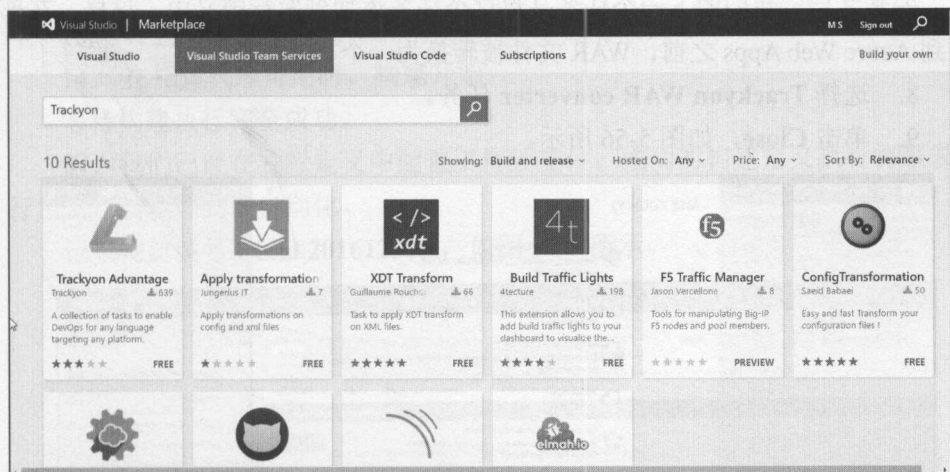 Visual Studio | Marketplace
M S Sign out
Visual Studio
Visual Studio Team Services
Visual Studio Code
Subscriptions
Build your own
Trackyon
10 Results
Showing: Build and release
Hosted On: Any
Price: Any
Sort By: Relevance
Trackyon Advantage
Trackyon 639
A collection of tasks to enable
DevOps for any language
targeting any platform.
FREE
Apply transformation
Jungerius IT 7
Apply transformations on
config and xml files
FREE
</>
xdt
XDT Transform
Guillaume Rouchon 66
Task to apply XDT transform
on XML files.
FREE
4t
Build Traffic Lights
4tecture 198
This extension allows you to
add build traffic lights to your
dashboard to visualize the...
FREE
f5
F5 Traffic Manager
Jason Vercellone 8
Tools for manipulating Big-IP
F5 nodes and pool members.
PREVIEW
ConfigTransformation
Saeid Babaei 50
Easy and fast Transform your
configuration files !
FREE
elmah.io